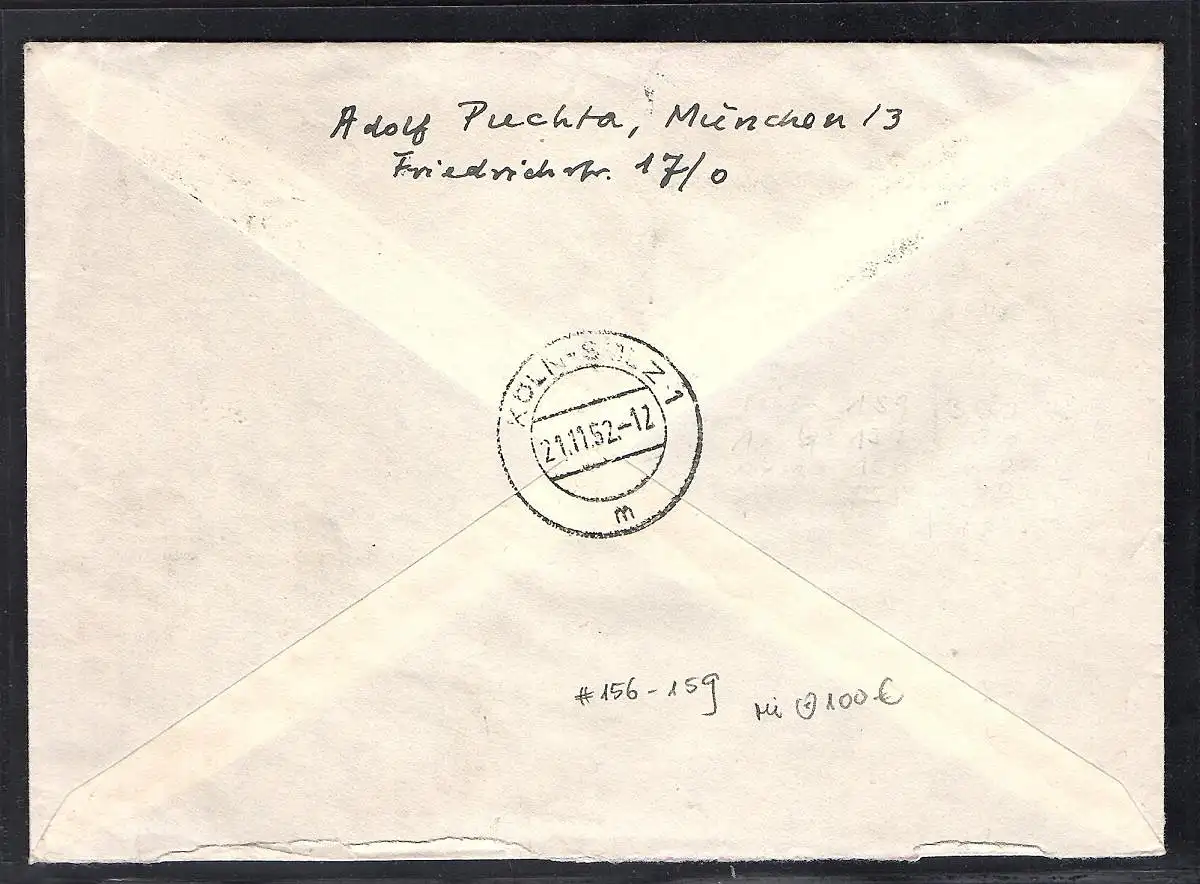 Adolf Puchta, München 13
Friedrichstr. 17/0
KÖLN-SÜLZ 1
21.11.52.-12
m
#156-159
Mi 100 €